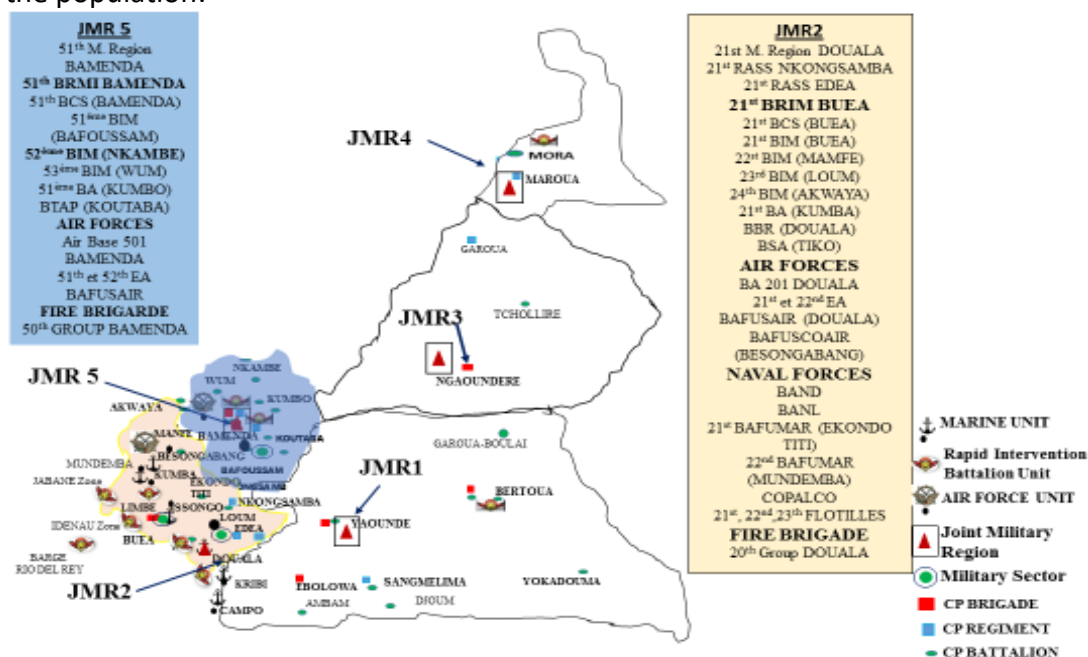 the population.
JMR 5
51th M. Region
BAMENDA
51th BRMI BAMENDA
51th BCS (BAMENDA)
51ème BIM
(BAFOUSSAM)
52ème BIM (NKAMBE)
53ème BIM (WUM)
51ème BA (KUMBO)
BTAP (KOUTABA)
AIR FORCES
Air Base 501
BAMENDA
51th et 52th EA
BAFUSAIR
FIRE BRIGARDE
50th GROUP BAMENDA
JMR2
21st M. Region DOUALA
21st RASS NKONGSAMBA
21st RASS EDEA
21st BRIM BUEA
21st BCS (BUEA)
21st BIM (BUEA)
22st BIM (MAMFE)
23rd BIM (LOUM)
24th BIM (AKWAYA)
21st BA (KUMBA)
BBR (DOUALA)
BSA (TIKO)
AIR FORCES
BA 201 DOUALA
21st et 22nd EA
BAFUSAIR (DOUALA)
BAFUSCOAIR
(BESONGABANG)
NAVAL FORCES
BAND
BANL
21st BAFUMAR (EKONDO
TITI)
22nd BAFUMAR
(MUNDEMBA)
COPALCO
21st, 22nd, 23th FLOTILLES
FIRE BRIGADE
20th Group DOUALA
JMR4
MORA
MAROUA
GAROUA
TCHOLLIRE
JMR3
NGAOUNDERE
JMR 5
NKAMBE
WUM
KUMBO
AKWAYA
BAMENDA
KOUTABA
BAFOUSSAM
MAMFE
BESONGABANG
MUNDEMBA
KUMBA
JABANE Zone
EKONDO
TITI
NKONGSAMBA
LIMBE
ISSONGO
LOUM
IDENAU Zone
EDEA
BUEA
DOUALA
BARGE
RIO DEL REY
JMR2
KRIBI
CAMPO
GAROUA-BOULAI
JMR1
BERTOUA
YAOUNDE
EBOLOWA
SANGMELIMA
AMBAM
DJOUM
YOKADOUMA
MARINE UNIT
Rapid Intervention
Battalion Unit
AIR FORCE UNIT
Joint Military
Region
Military Sector
CP BRIGADE
CP REGIMENT
CP BATTALION